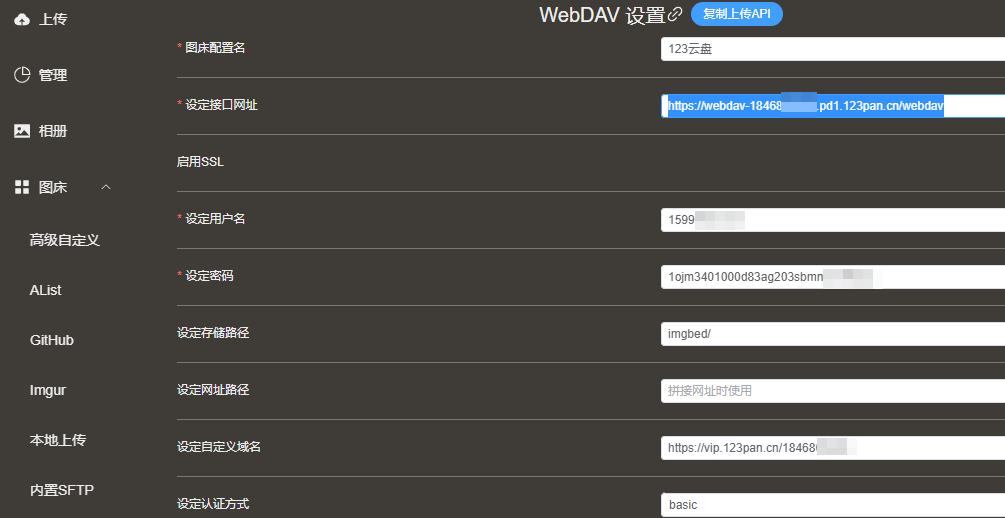 上传
管理
相册
图床
高级自定义
AList
GitHub
Imgur
本地上传
内置SFTP
WebDAV 设置 复制上传API
* 图床配置名 123云盘
* 设定接口网址 https://webdav-18468 .pd1.123pan.cn/webdav
启用SSL
* 设定用户名 1599
* 设定密码 1ojm3401000d83ag203sbmn
设定存储路径 imgbed/
设定网址路径 拼接网址时使用
设定自定义域名 https://vip.123pan.cn/18468
设定认证方式 basic